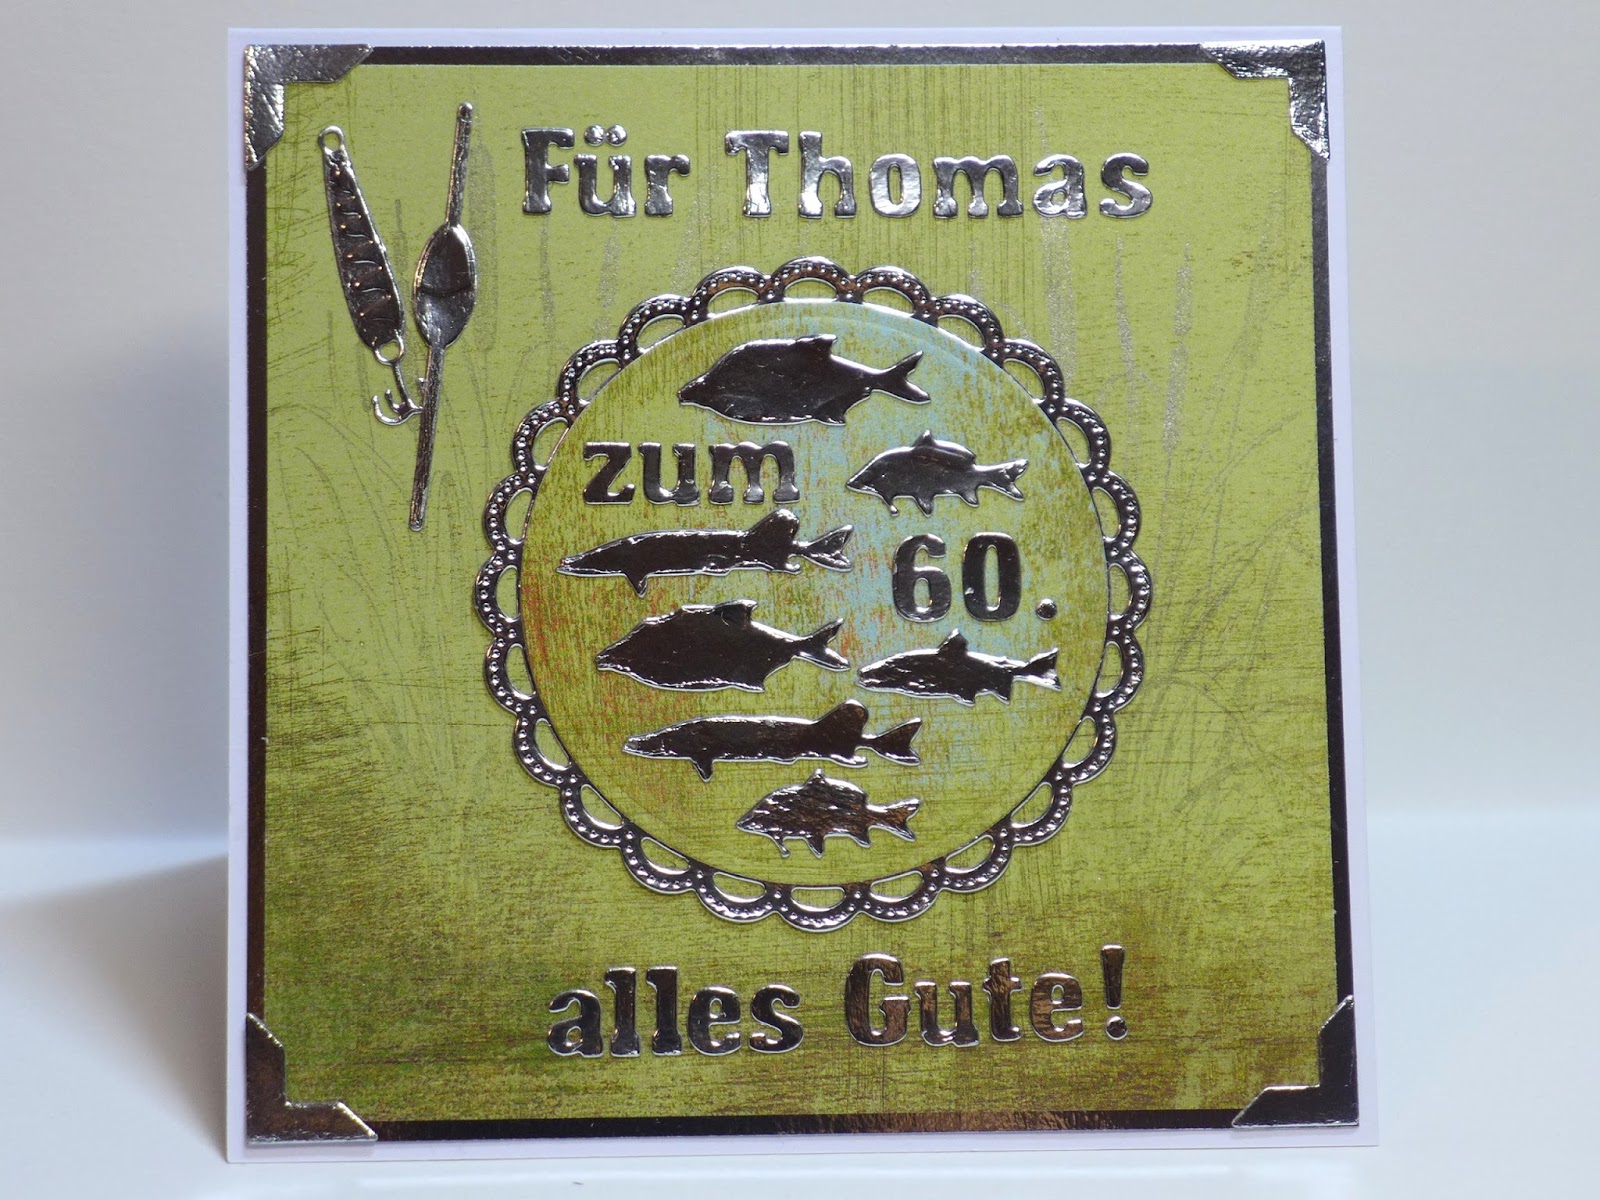 Für Thomas
zum
60.
alles Gute!